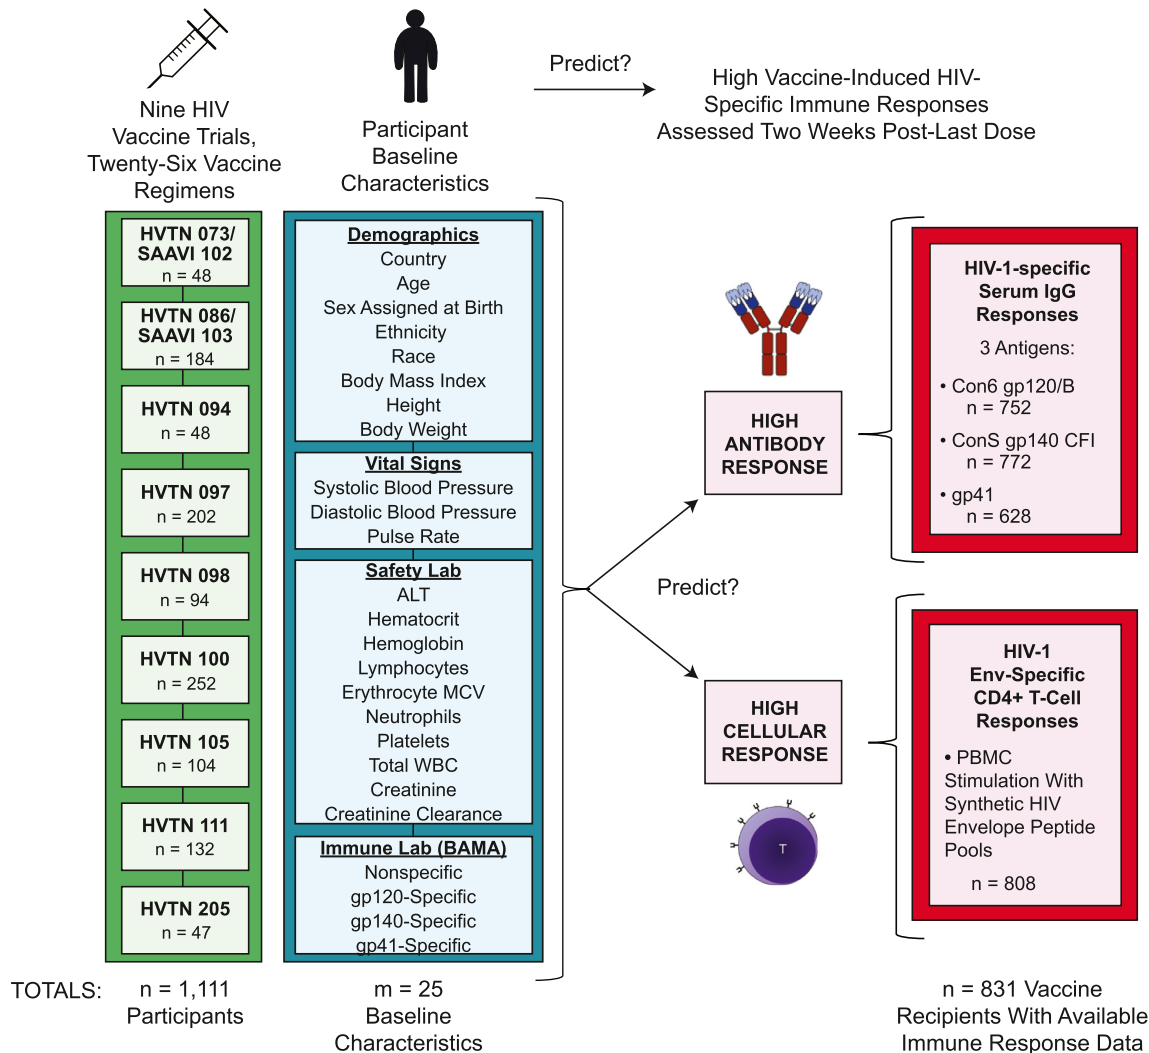 Nine HIV
Vaccine Trials,
Twenty-Six Vaccine
Regimens
Participant
Baseline
Characteristics
Predict?
High Vaccine-Induced HIV-
Specific Immune Responses
Assessed Two Weeks Post-Last Dose
HVTN 073/
SAAVI 102
n = 48
HVTN 086/
SAAVI 103
n = 184
HVTN 094
n = 48
HVTN 097
n = 202
HVTN 098
n = 94
HVTN 100
n = 252
HVTN 105
n = 104
HVTN 111
n = 132
HVTN 205
n = 47
Demographics
Country
Age
Sex Assigned at Birth
Ethnicity
Race
Body Mass Index
Height
Body Weight
Vital Signs
Systolic Blood Pressure
Diastolic Blood Pressure
Pulse Rate
Safety Lab
ALT
Hematocrit
Hemoglobin
Lymphocytes
Erythrocyte MCV
Neutrophils
Platelets
Total WBC
Creatinine
Creatinine Clearance
Immune Lab (BAMA)
Nonspecific
gp120-Specific
gp140-Specific
gp41-Specific
Predict?
HIGH
ANTIBODY
RESPONSE
HIGH
CELLULAR
RESPONSE
T
HIV-1-specific
Serum IgG
Responses
3 Antigens:
• Con6 gp120/B
n = 752
• ConS gp140 CFI
n = 772
• gp41
n = 628
HIV-1
Env-Specific
CD4+ T-Cell
Responses
• PBMC
Stimulation With
Synthetic HIV
Envelope Peptide
Pools
n = 808
TOTALS:
n = 1,111
Participants
m = 25
Baseline
Characteristics
n = 831 Vaccine
Recipients With Available
Immune Response Data